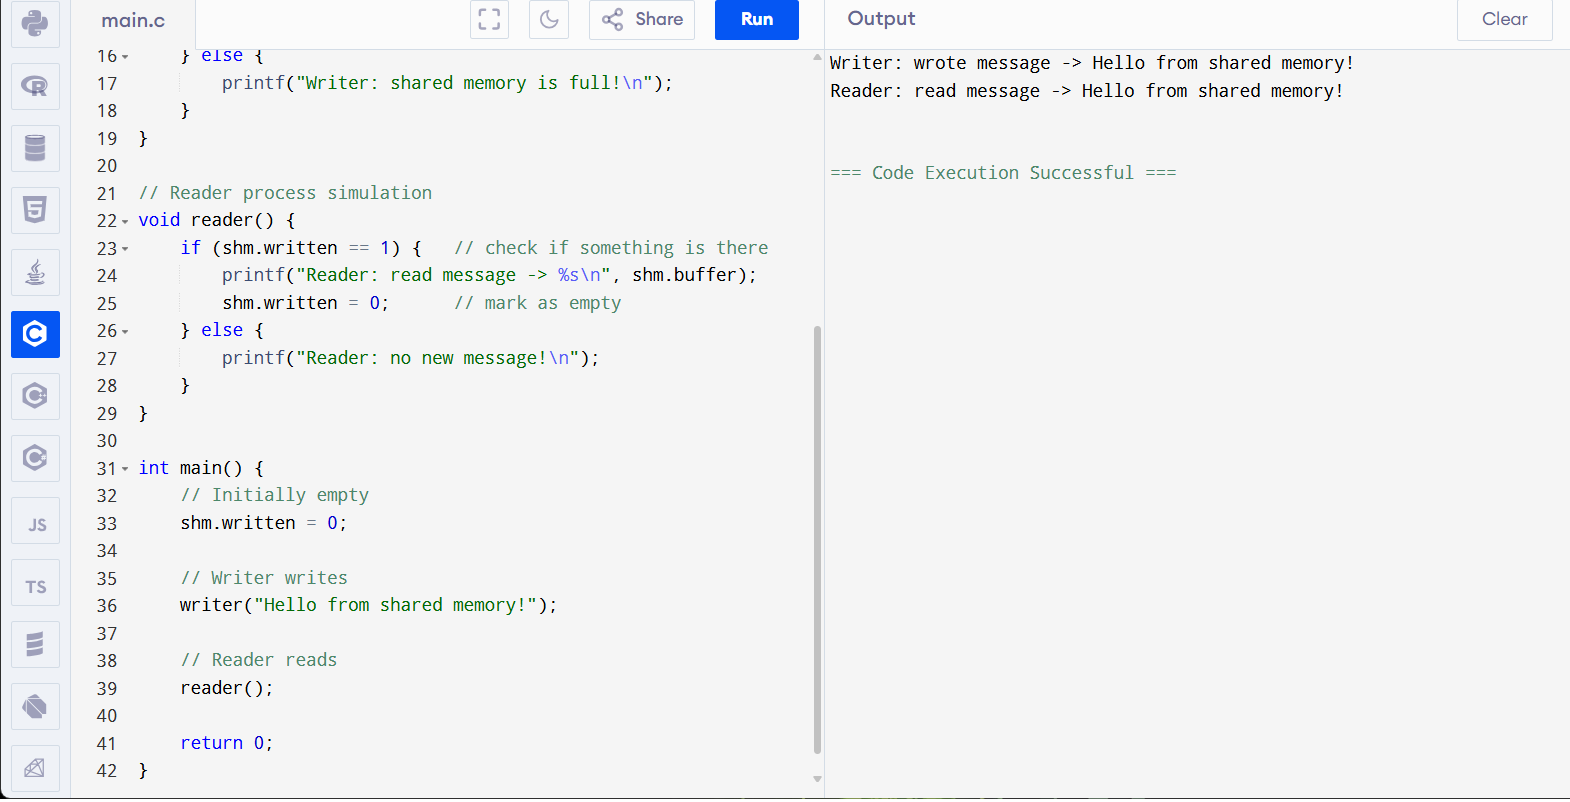 main.c
Share
Run
Output
Clear
16 } else {
17 printf("Writer: shared memory is full!\n");
18 }
19 }
20
21 // Reader process simulation
22 void reader() {
23 if (shm.written == 1) { // check if something is there
24 printf("Reader: read message -> %s\n", shm.buffer);
25 shm.written = 0; // mark as empty
26 } else {
27 printf("Reader: no new message!\n");
28 }
29 }
30
31 int main() {
32 // Initially empty
33 shm.written = 0;
34
35 // Writer writes
36 writer("Hello from shared memory!");
37
38 // Reader reads
39 reader();
40
41 return 0;
42 }
Writer: wrote message -> Hello from shared memory!
Reader: read message -> Hello from shared memory!
=== Code Execution Successful ===
R
5
C
C
C#
JS
TS